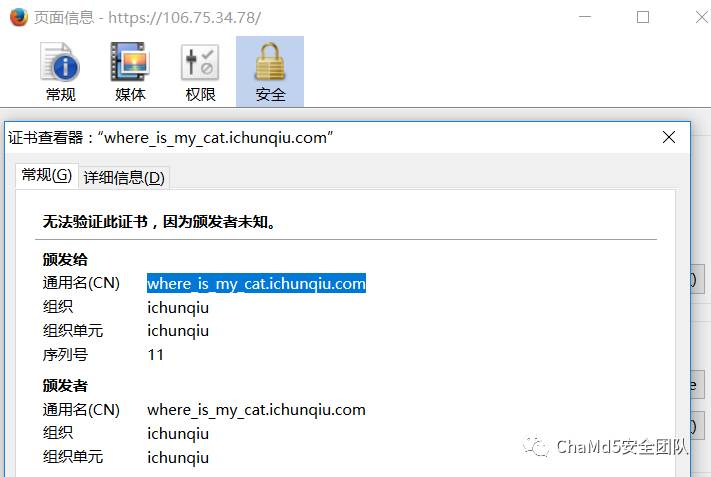 页面信息 - https://106.75.34.78/
常规 媒体 权限 安全
证书查看器：“where_is_my_cat.ichunqiu.com”
常规(G) 详细信息(D)
无法验证此证书，因为颁发者未知。
颁发给
通用名(CN) where_is_my_cat.ichunqiu.com
组织 ichunqiu
组织单元 ichunqiu
序列号 11
颁发者
通用名(CN) where_is_my_cat.ichunqiu.com
组织 ichunqiu
组织单元 ichunqiu
ChaMd5安全团队